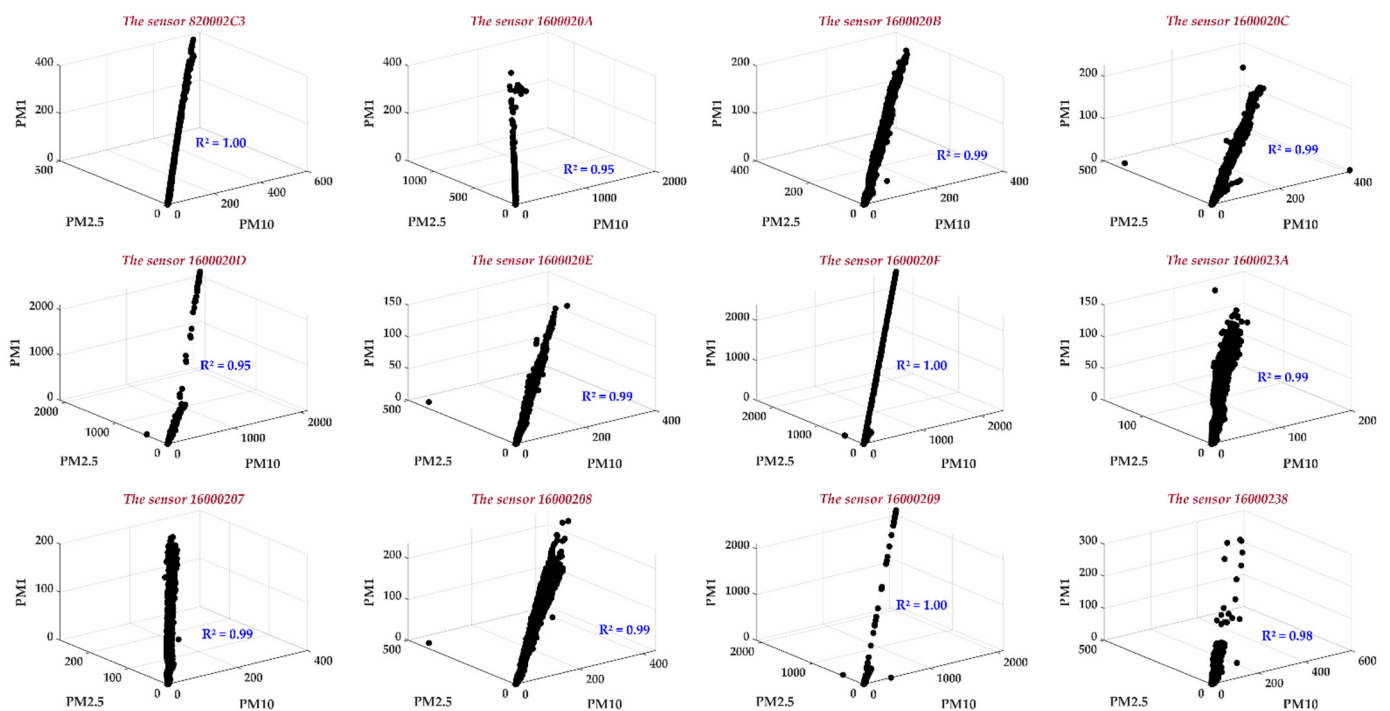 The sensor 820002C3
The sensor 1600020A
The sensor 1600020B
The sensor 1600020C
400
200
0
PM1
500
0
PM2.5
0
200
400
600
PM10
R² = 1.00
400
200
0
PM1
1000
500
0
PM2.5
0
1000
2000
PM10
R² = 0.95
200
100
0
PM1
400
200
0
PM2.5
0
200
400
PM10
R² = 0.99
200
100
0
PM1
500
0
PM2.5
0
200
400
PM10
R² = 0.99
The sensor 1600020D
The sensor 1600020E
The sensor 1600020F
The sensor 1600023A
2000
1000
0
PM1
2000
1000
0
PM2.5
0
1000
2000
PM10
R² = 0.95
150
100
50
0
PM1
500
0
PM2.5
0
200
400
PM10
R² = 0.99
2000
1000
0
PM1
2000
1000
0
PM2.5
0
1000
2000
PM10
R² = 1.00
150
100
50
0
PM1
100
0
PM2.5
0
100
200
PM10
R² = 0.99
The sensor 16000207
The sensor 16000208
The sensor 16000209
The sensor 16000238
200
100
0
PM1
200
100
0
PM2.5
0
200
400
PM10
R² = 0.99
200
100
0
PM1
500
0
PM2.5
0
200
400
PM10
R² = 0.99
2000
1000
0
PM1
2000
1000
0
PM2.5
0
1000
2000
PM10
R² = 1.00
300
200
100
0
PM1
500
0
PM2.5
0
200
400
600
PM10
R² = 0.98